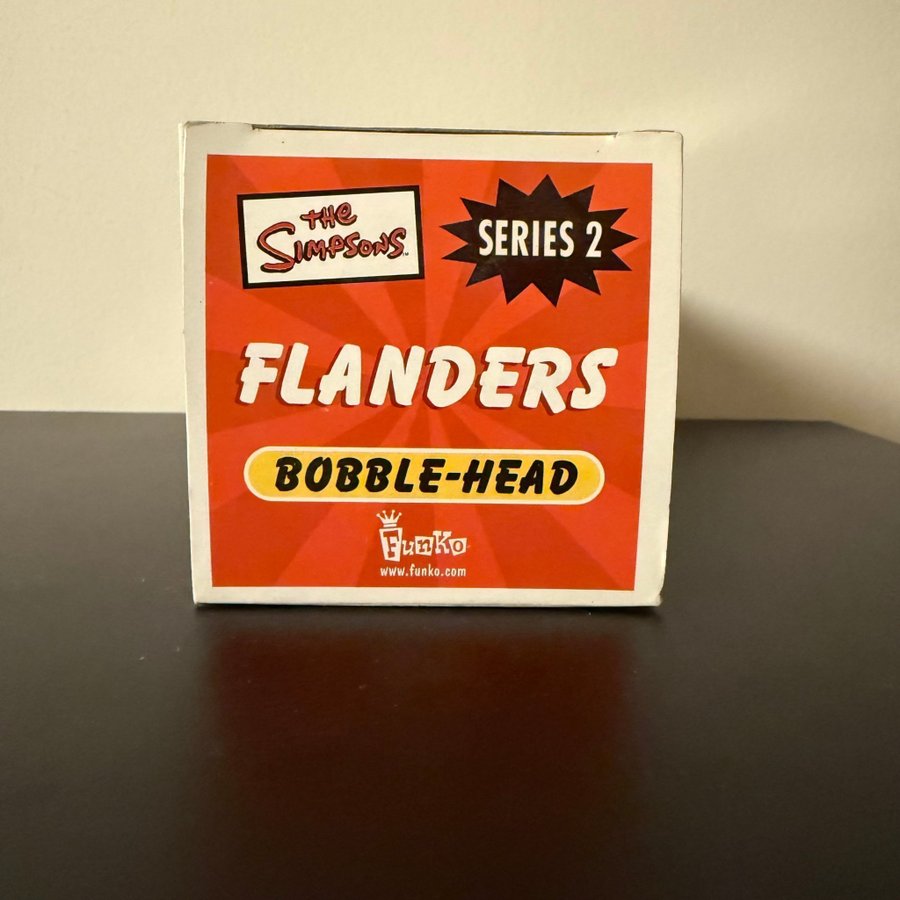 THE
SIMPSONS
SERIES 2
FLANDERS
BOBBLE-HEAD
Funko
www.funko.com